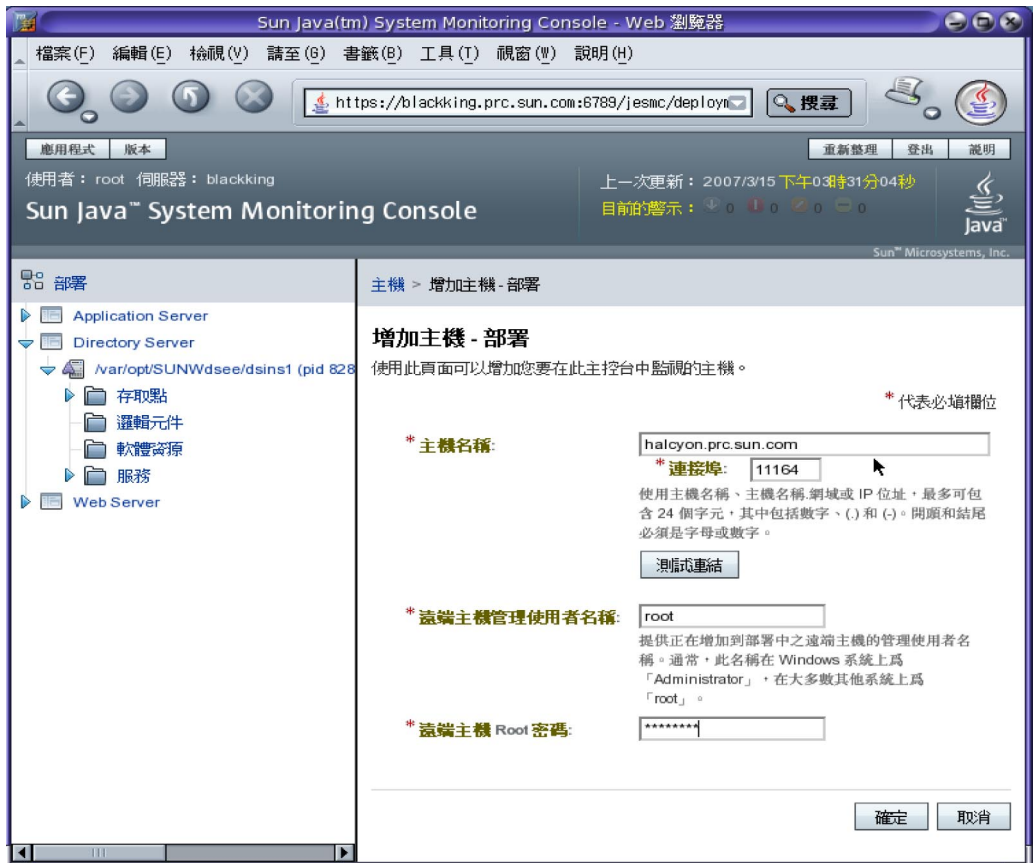 Sun Java(tm) System Monitoring Console - Web 瀏覽器
檔案(F) 編輯(E) 檢視(V) 請至(G) 書籤(B) 工具(T) 視窗(W) 說明(H)
https://blackking.prc.sun.com:6789/jesmc/deploym 搜尋
應用程式 版本 重新整理 登出 說明
使用者： root 伺服器： blackking
上一次更新： 2007/3/15 下午03時31分04秒
Sun Java™ System Monitoring Console
目前的警示： 0 0 0 0
Java™
Sun™ Microsystems, Inc.
部署
Application Server
Directory Server
/var/opt/SUNWdsee/dsins1 (pid 828
存取點
邏輯元件
軟體資源
服務
Web Server
主機 > 增加主機-部署
增加主機 - 部署
使用此頁面可以增加您要在此主控台中監視的主機。
* 代表必填欄位
* 主機名稱: halcyon.prc.sun.com
* 連接埠: 11164
使用主機名稱、主機名稱.網域或 IP 位址，最多可包
含 24 個字元，其中包括數字、(.) 和 (-)。開頭和結尾
必須是字母或數字。
測試連結
* 遠端主機管理使用者名稱: root
提供正在增加到部署中之遠端主機的管理使用者名
稱。通常，此名稱在 Windows 系統上爲
「Administrator」，在大多數其他系統上爲
「root」。
* 遠端主機 Root 密碼: ********
確定 取消